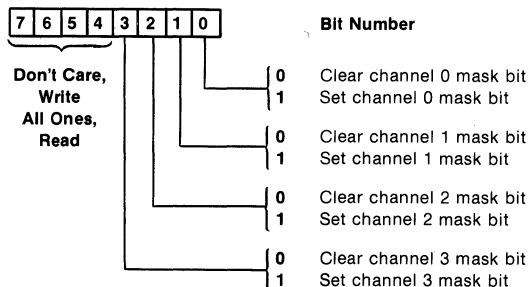 7 6 5 4 3 2 1 0 Bit Number
Don't Care,
Write
All Ones,
Read
0 Clear channel 0 mask bit
1 Set channel 0 mask bit
0 Clear channel 1 mask bit
1 Set channel 1 mask bit
0 Clear channel 2 mask bit
1 Set channel 2 mask bit
0 Clear channel 3 mask bit
1 Set channel 3 mask bit